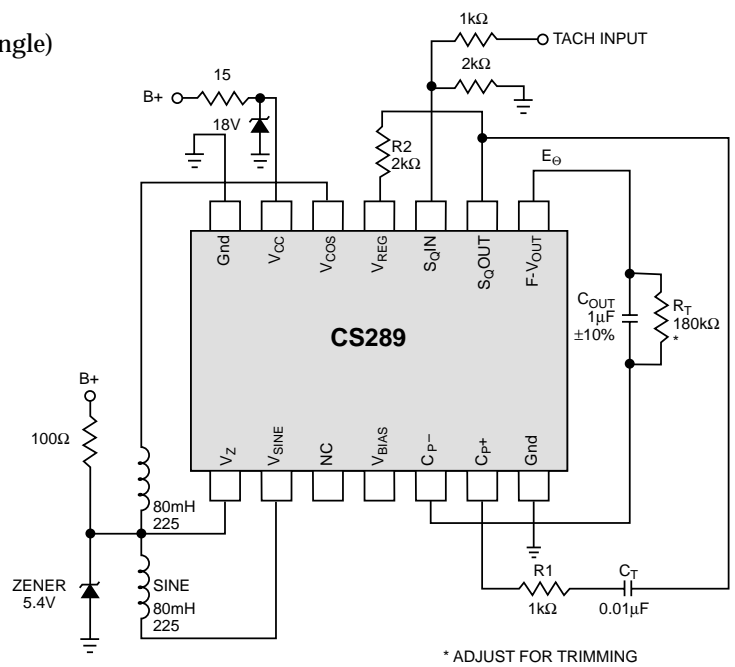 ngle)
1kΩ
TACH INPUT
2kΩ
15
B+
18V
R2
2kΩ
EΘ
Gnd
VCC
VCOS
VREG
SQIN
SQOUT
F-VOUT
COUT
1μF
±10%
RT
180kΩ
*
CS289
B+
100Ω
VZ
VSINE
NC
VBIAS
CP–
CP+
Gnd
80mH
225
ZENER
5.4V
SINE
80mH
225
R1
1kΩ
CT
0.01μF
* ADJUST FOR TRIMMING